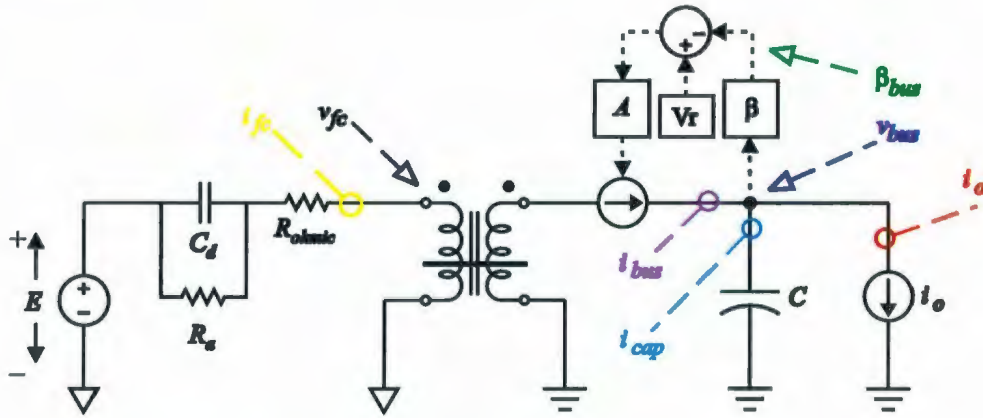 + -
A
Vr
β
β_bus
i_fc
v_fc
v_bus
i_o
C_d
R_ohmic
+
E
-
+
-
R_a
i_bus
i_cap
C
i_o